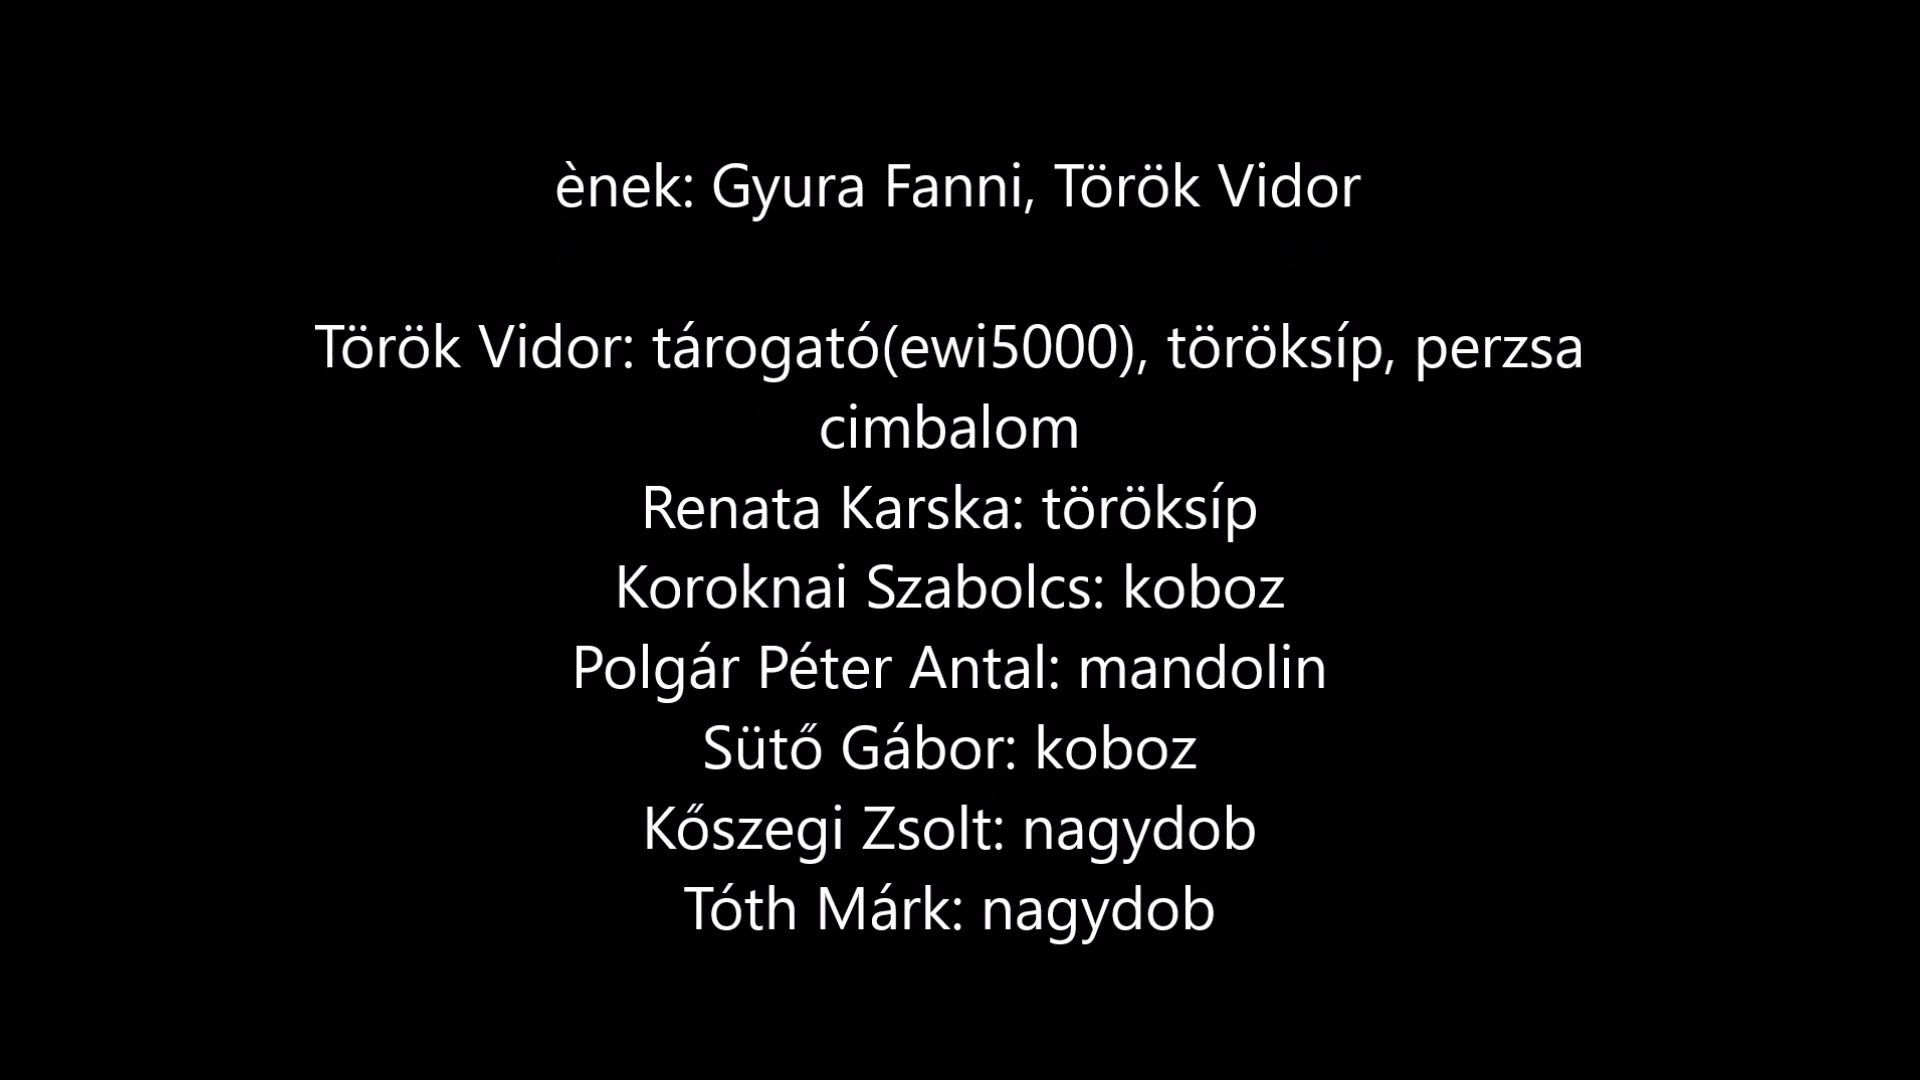 ènek: Gyura Fanni, Török Vidor
Török Vidor: tárogató(ewi5000), töröksíp, perzsa
cimbalom
Renata Karska: töröksíp
Koroknai Szabolcs: koboz
Polgár Péter Antal: mandolin
Sütő Gábor: koboz
Kőszegi Zsolt: nagydob
Tóth Márk: nagydob